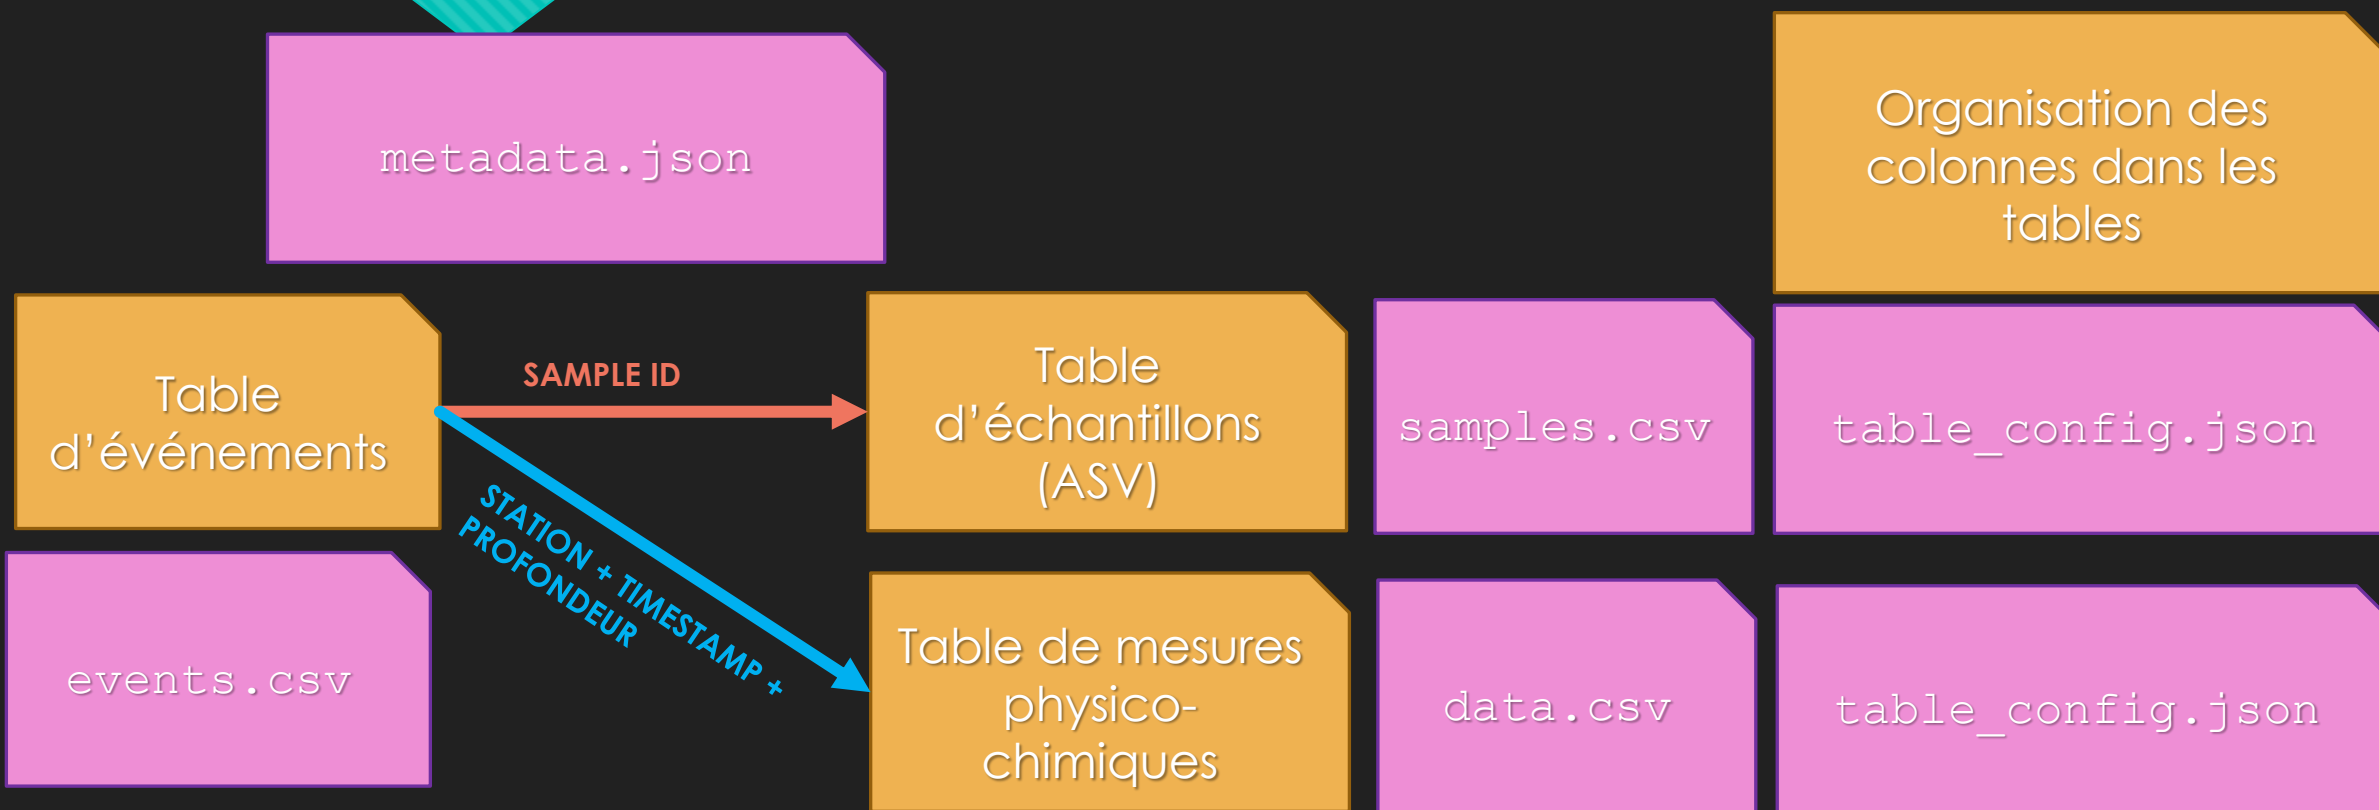 metadata.json
Organisation des
colonnes dans les
tables
Table
d’événements
SAMPLE ID
Table
d’échantillons
(ASV)
samples.csv
table_config.json
STATION + TIMESTAMP +
PROFONDEUR
events.csv
Table de mesures
physico-
chimiques
data.csv
table_config.json